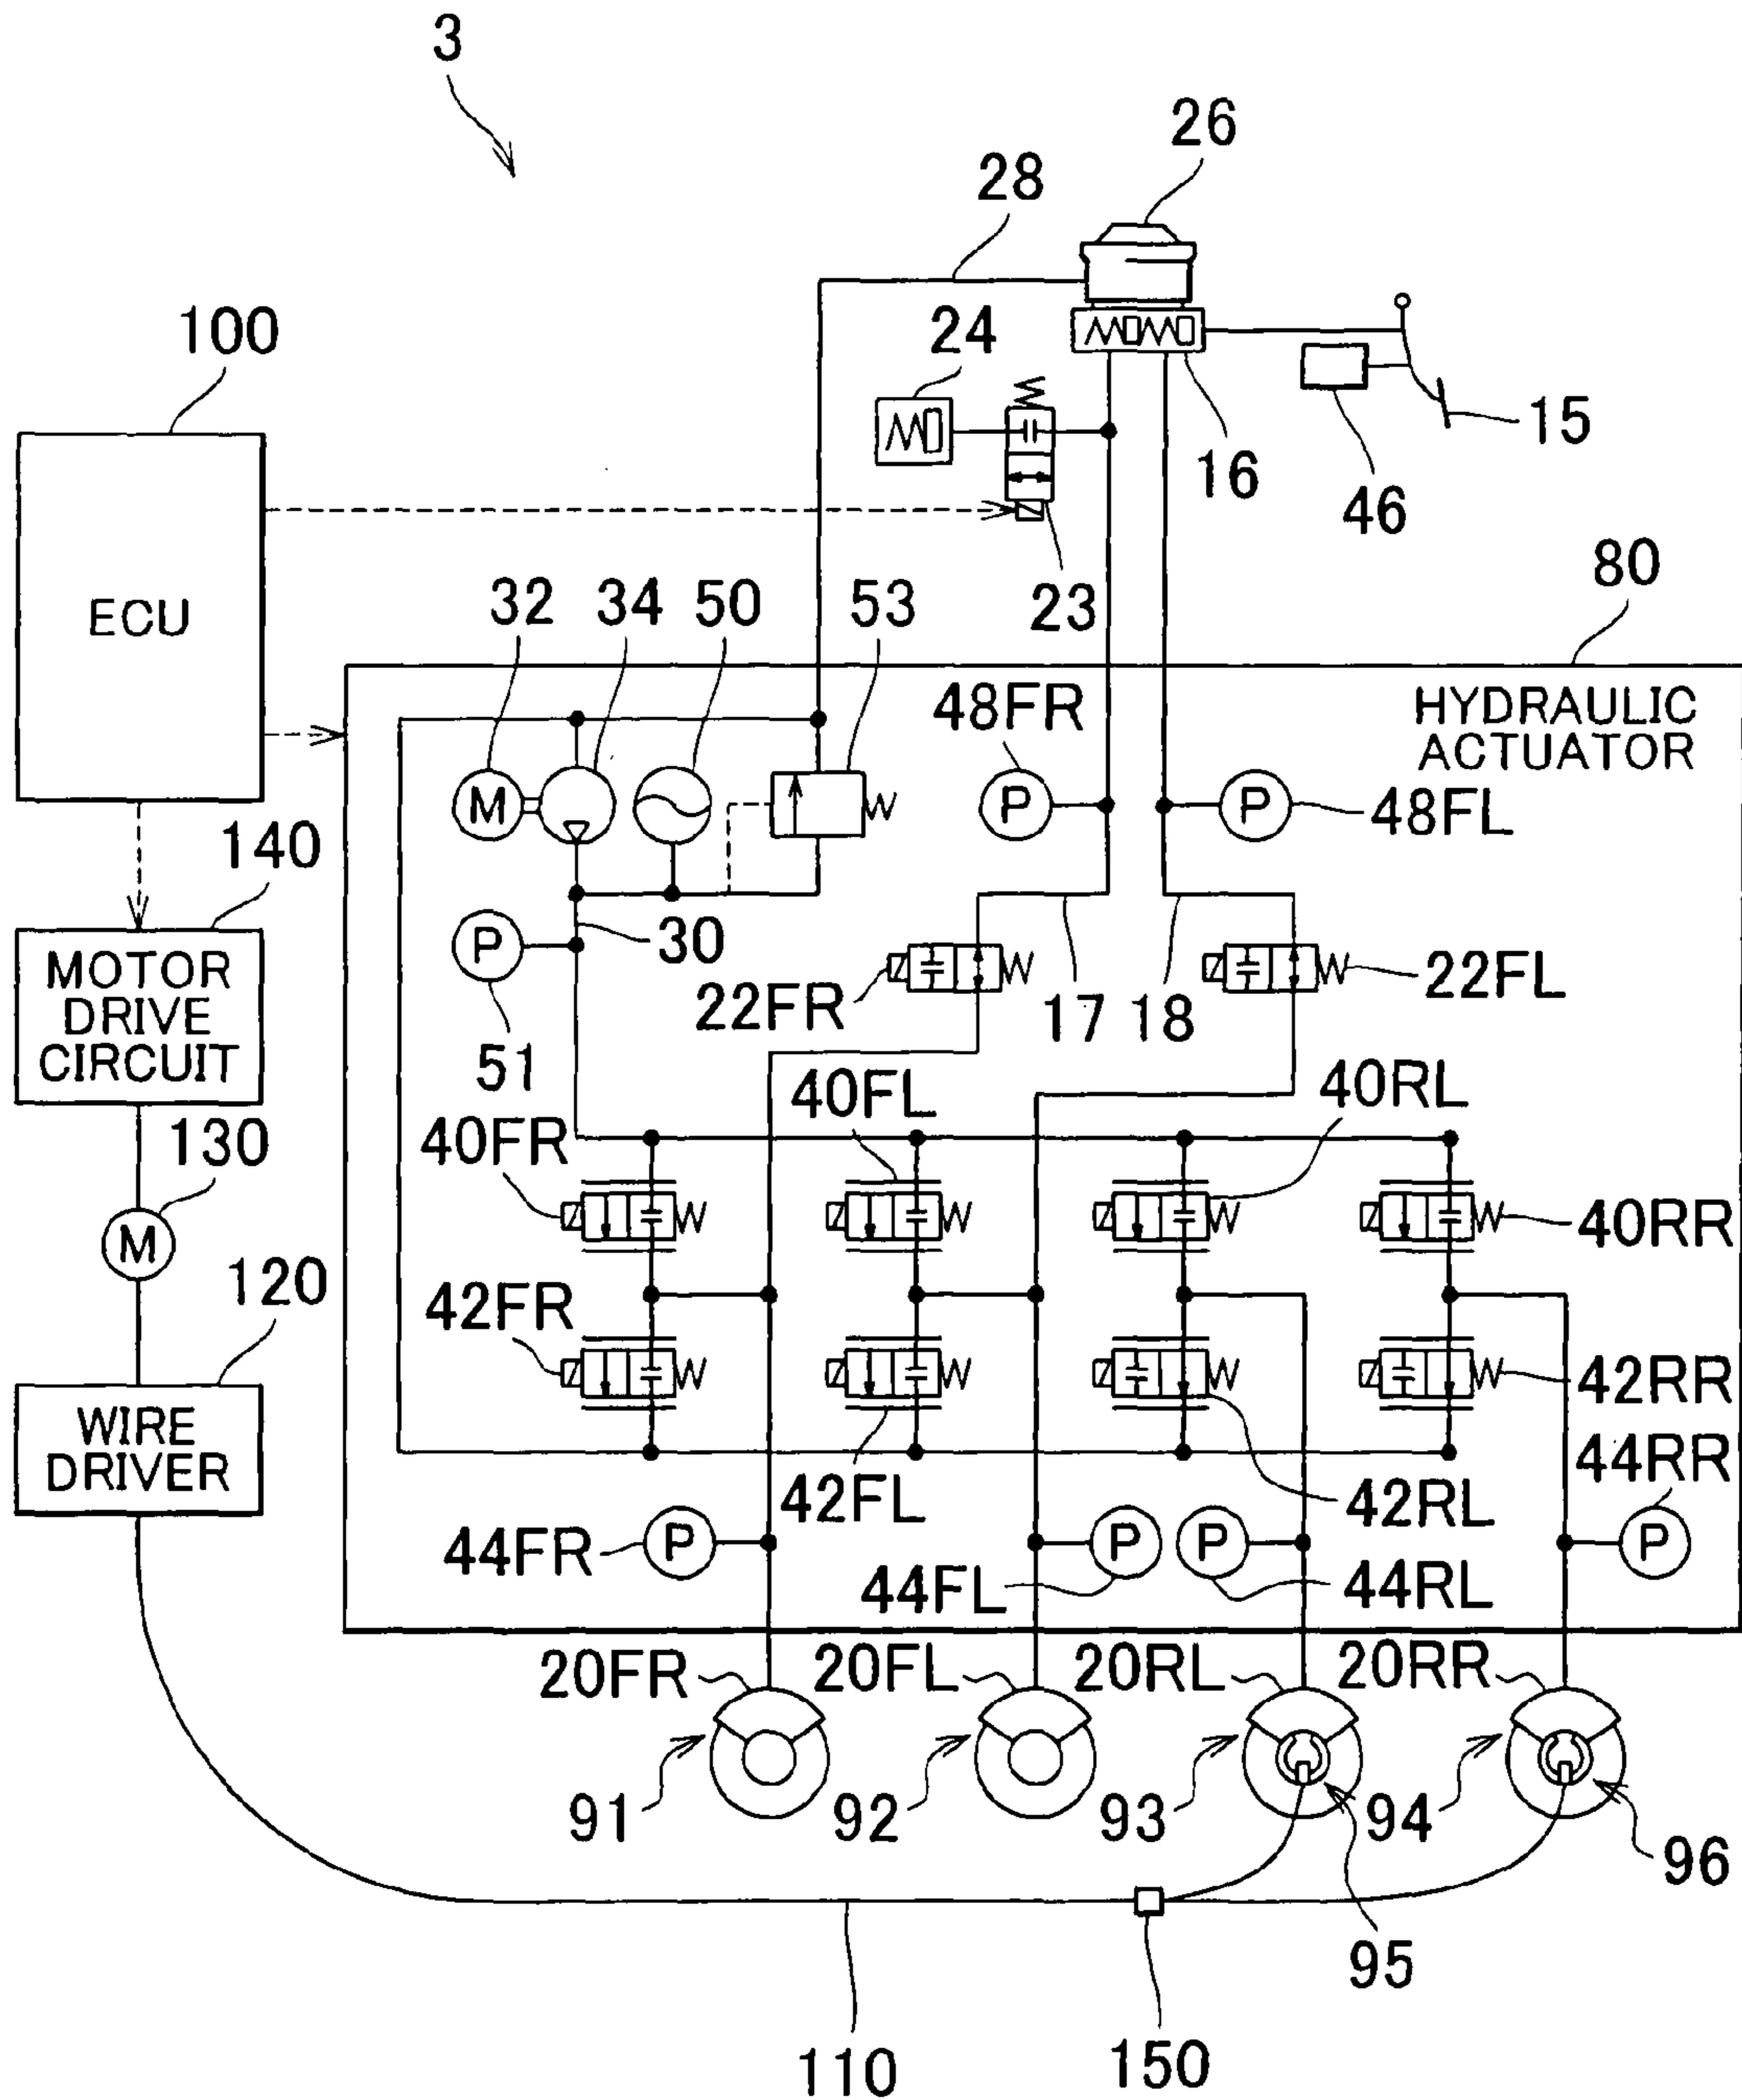 3
26
28
100
24
15
16
46
ECU
23
80
32
34
50
53
48FR
HYDRAULIC
ACTUATOR
M
P
P
48FL
140
30
P
MOTOR
DRIVE
CIRCUIT
22FR
17
18
22FL
51
40FL
40RL
130
40FR
M
40RR
120
42FR
42RR
WIRE
DRIVER
44RR
42FL
42RL
44FR
P
P
P
P
44FL
44RL
20FR
20FL
20RL
20RR
91
92
93
94
96
95
110
150